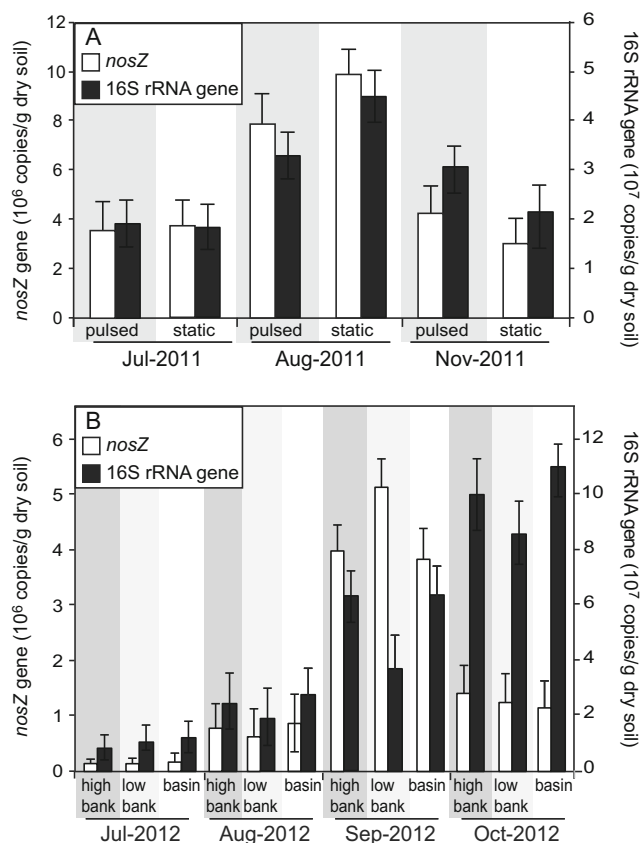 A
nosZ
16S rRNA gene
12
10
8
6
4
2
0
nosZ gene (10⁶ copies/g dry soil)
6
5
4
3
2
1
0
16S rRNA gene (10⁷ copies/g dry soil)
pulsed static pulsed static pulsed static
Jul-2011 Aug-2011 Nov-2011
B
nosZ
16S rRNA gene
6
5
4
3
2
1
0
nosZ gene (10⁶ copies/g dry soil)
12
10
8
6
4
2
0
16S rRNA gene (10⁷ copies/g dry soil)
high low basin high low basin high low basin high low basin
bank bank bank bank bank bank bank bank
Jul-2012 Aug-2012 Sep-2012 Oct-2012